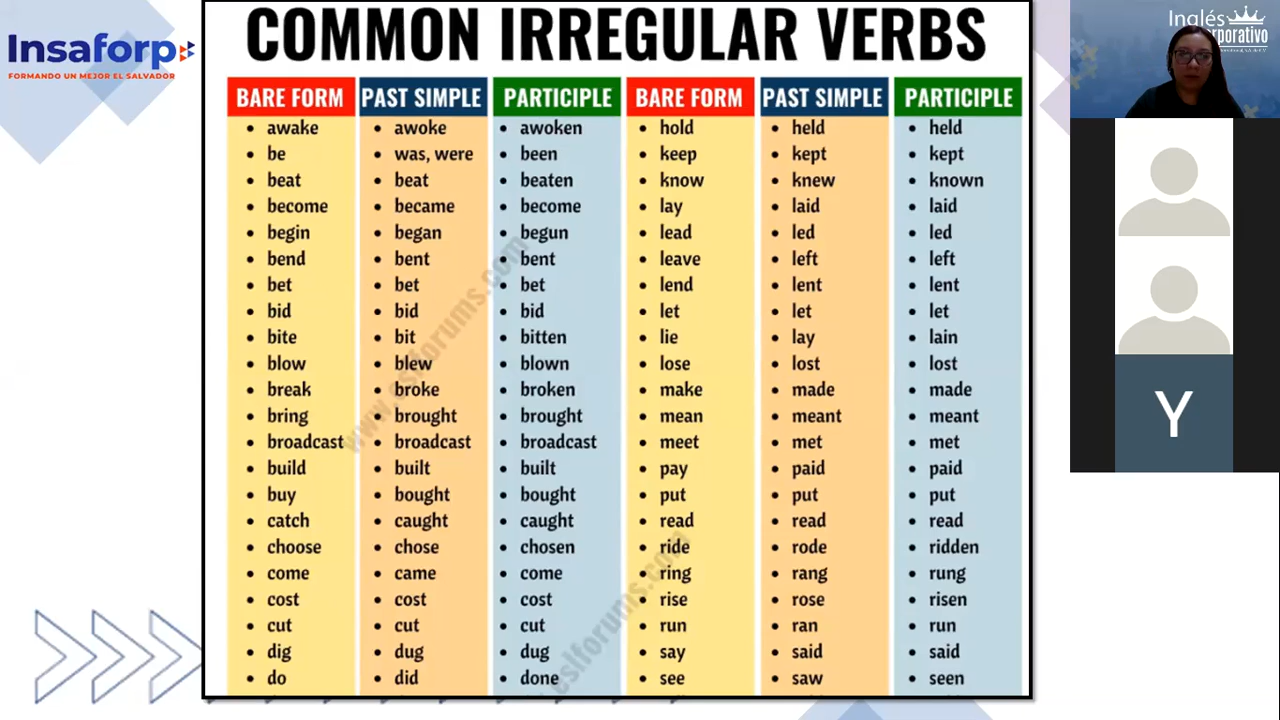 Insaforp
FORMANDO UN MEJOR EL SALVADOR
COMMON IRREGULAR VERBS
Inglés
BARE FORM PAST SIMPLE PARTICIPLE BARE FORM PAST SIMPLE PARTICIPLE
• awake • awoke • awoken • hold • held • held
• be • was, were • been • keep • kept • kept
• beat • beat • beaten • know • knew • known
• become • became • become • lay • laid • laid
• begin • began • begun • lead • led • led
• bend • bent • bent • leave • left • left
• bet • bet • bet • lend • lent • lent
• bid • bid • bid • let • let • let
• bite • bit • bitten • lie • lay • lain
• blow • blew • blown • lose • lost • lost
• break • broke • broken • make • made • made
• bring • brought • brought • mean • meant • meant
• broadcast • broadcast • broadcast • meet • met • met
• build • built • built • pay • paid • paid
• buy • bought • bought • put • put • put
• catch • caught • caught • read • read • read
• choose • chose • chosen • ride • rode • ridden
• come • came • come • ring • rang • rung
• cost • cost • cost • rise • rose • risen
• cut • cut • cut • run • ran • run
• dig • dug • dug • say • said • said
• do • did • done • see • saw • seen
Y